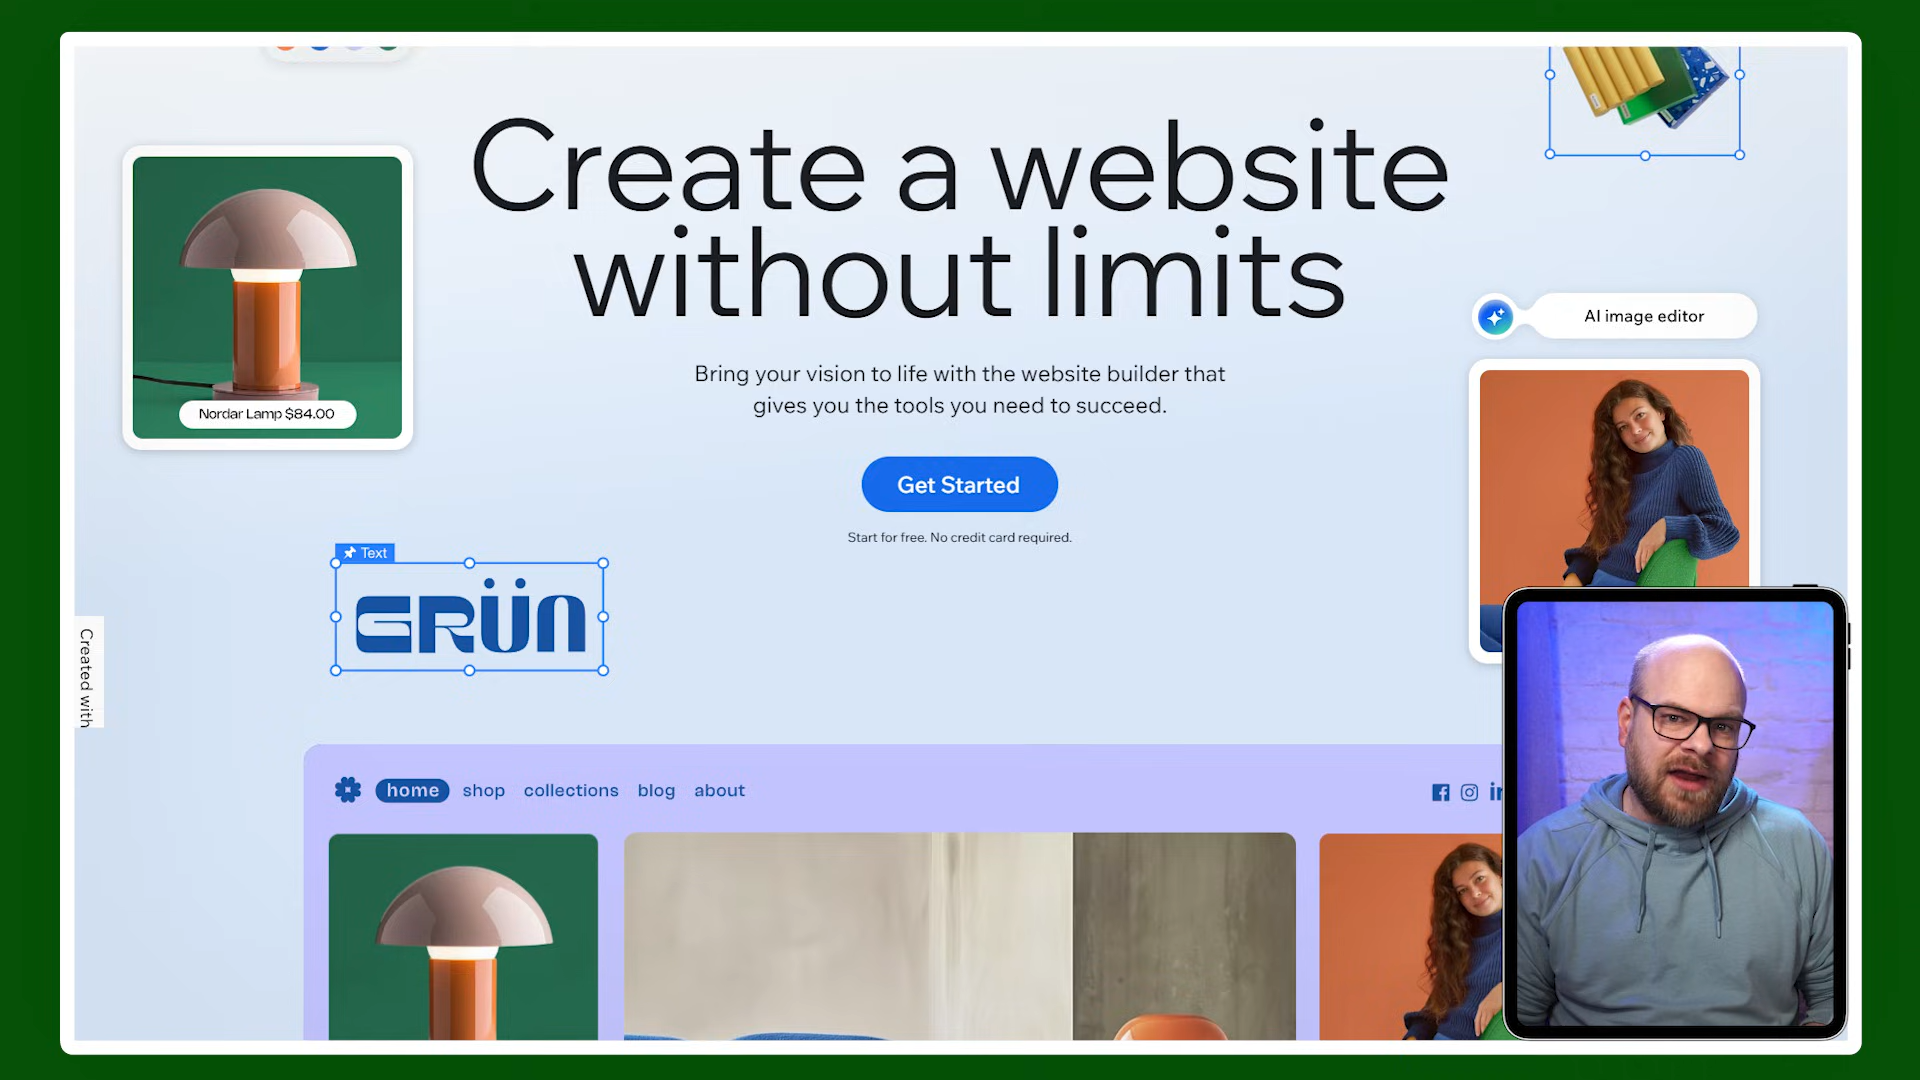 Create a website
without limits
Bring your vision to life with the website builder that
gives you the tools you need to succeed.
Get Started
Start for free. No credit card required.
Nordar Lamp $84.00
AI image editor
Text
GRÜN
Created with
home shop collections blog about